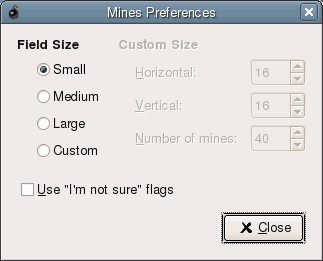 Mines Preferences
Field Size
Custom Size
Small
Horizontal:
16
Medium
Vertical:
16
Large
Number of mines:
40
Custom
Use "I'm not sure" flags
Close